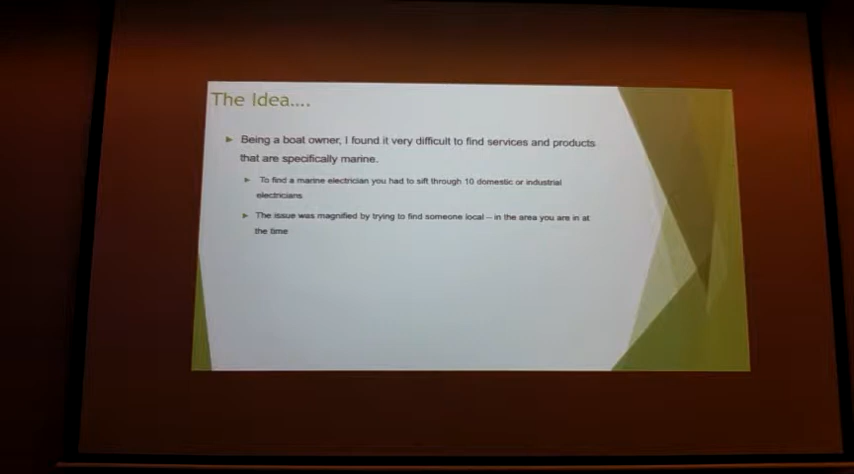 The Idea....
Being a boat owner, I found it very difficult to find services and products
that are specifically marine.
To find a marine electrician you had to sift through 10 domestic or industrial
electricians
The issue was magnified by trying to find someone local – in the area you are in at
the time